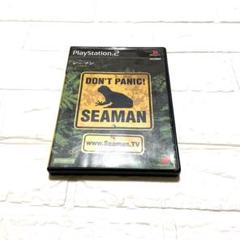 PlayStation 2
DON'T PANIC!
SEAMAN
www.Seaman.TV